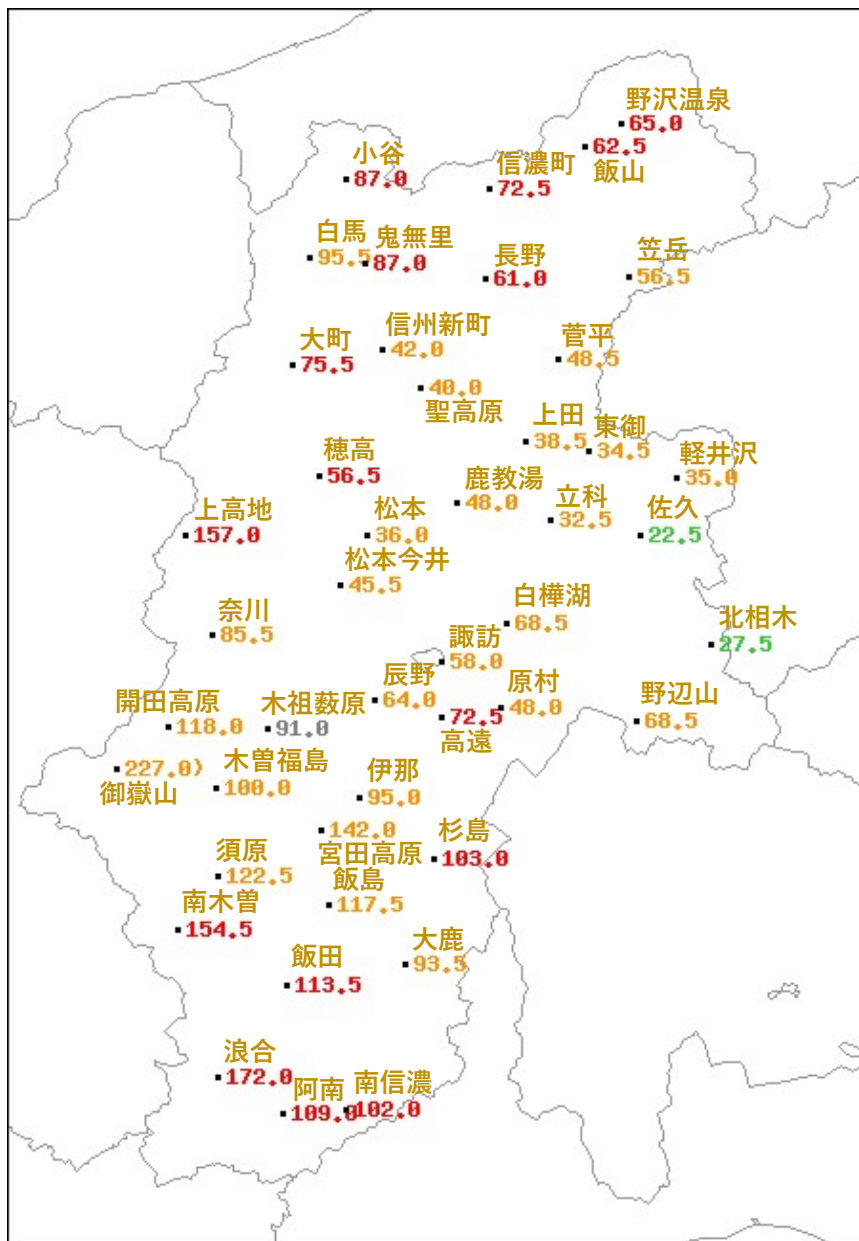 野沢温泉
65.0
62.5
飯山
小谷
87.0
信濃町
72.5
白馬
95.5
鬼無里
87.0
長野
61.0
笠岳
56.5
信州新町
42.0
大町
75.5
菅平
48.5
40.0
聖高原
上田
38.5
東御
34.5
軽井沢
35.0
穂高
56.5
鹿教湯
48.0
立科
32.5
佐久
22.5
上高地
157.0
松本
36.0
松本今井
45.5
奈川
85.5
白樺湖
68.5
北相木
27.5
諏訪
58.0
辰野
64.0
原村
48.0
72.5
高遠
野辺山
68.5
開田高原
118.0
木祖薮原
91.0
227.0)
御嶽山
木曽福島
100.0
伊那
95.0
142.0
宮田高原
杉島
103.0
須原
122.5
飯島
117.5
南木曽
154.5
大鹿
93.5
飯田
113.5
浪合
172.0
阿南
109.0
南信濃
102.0